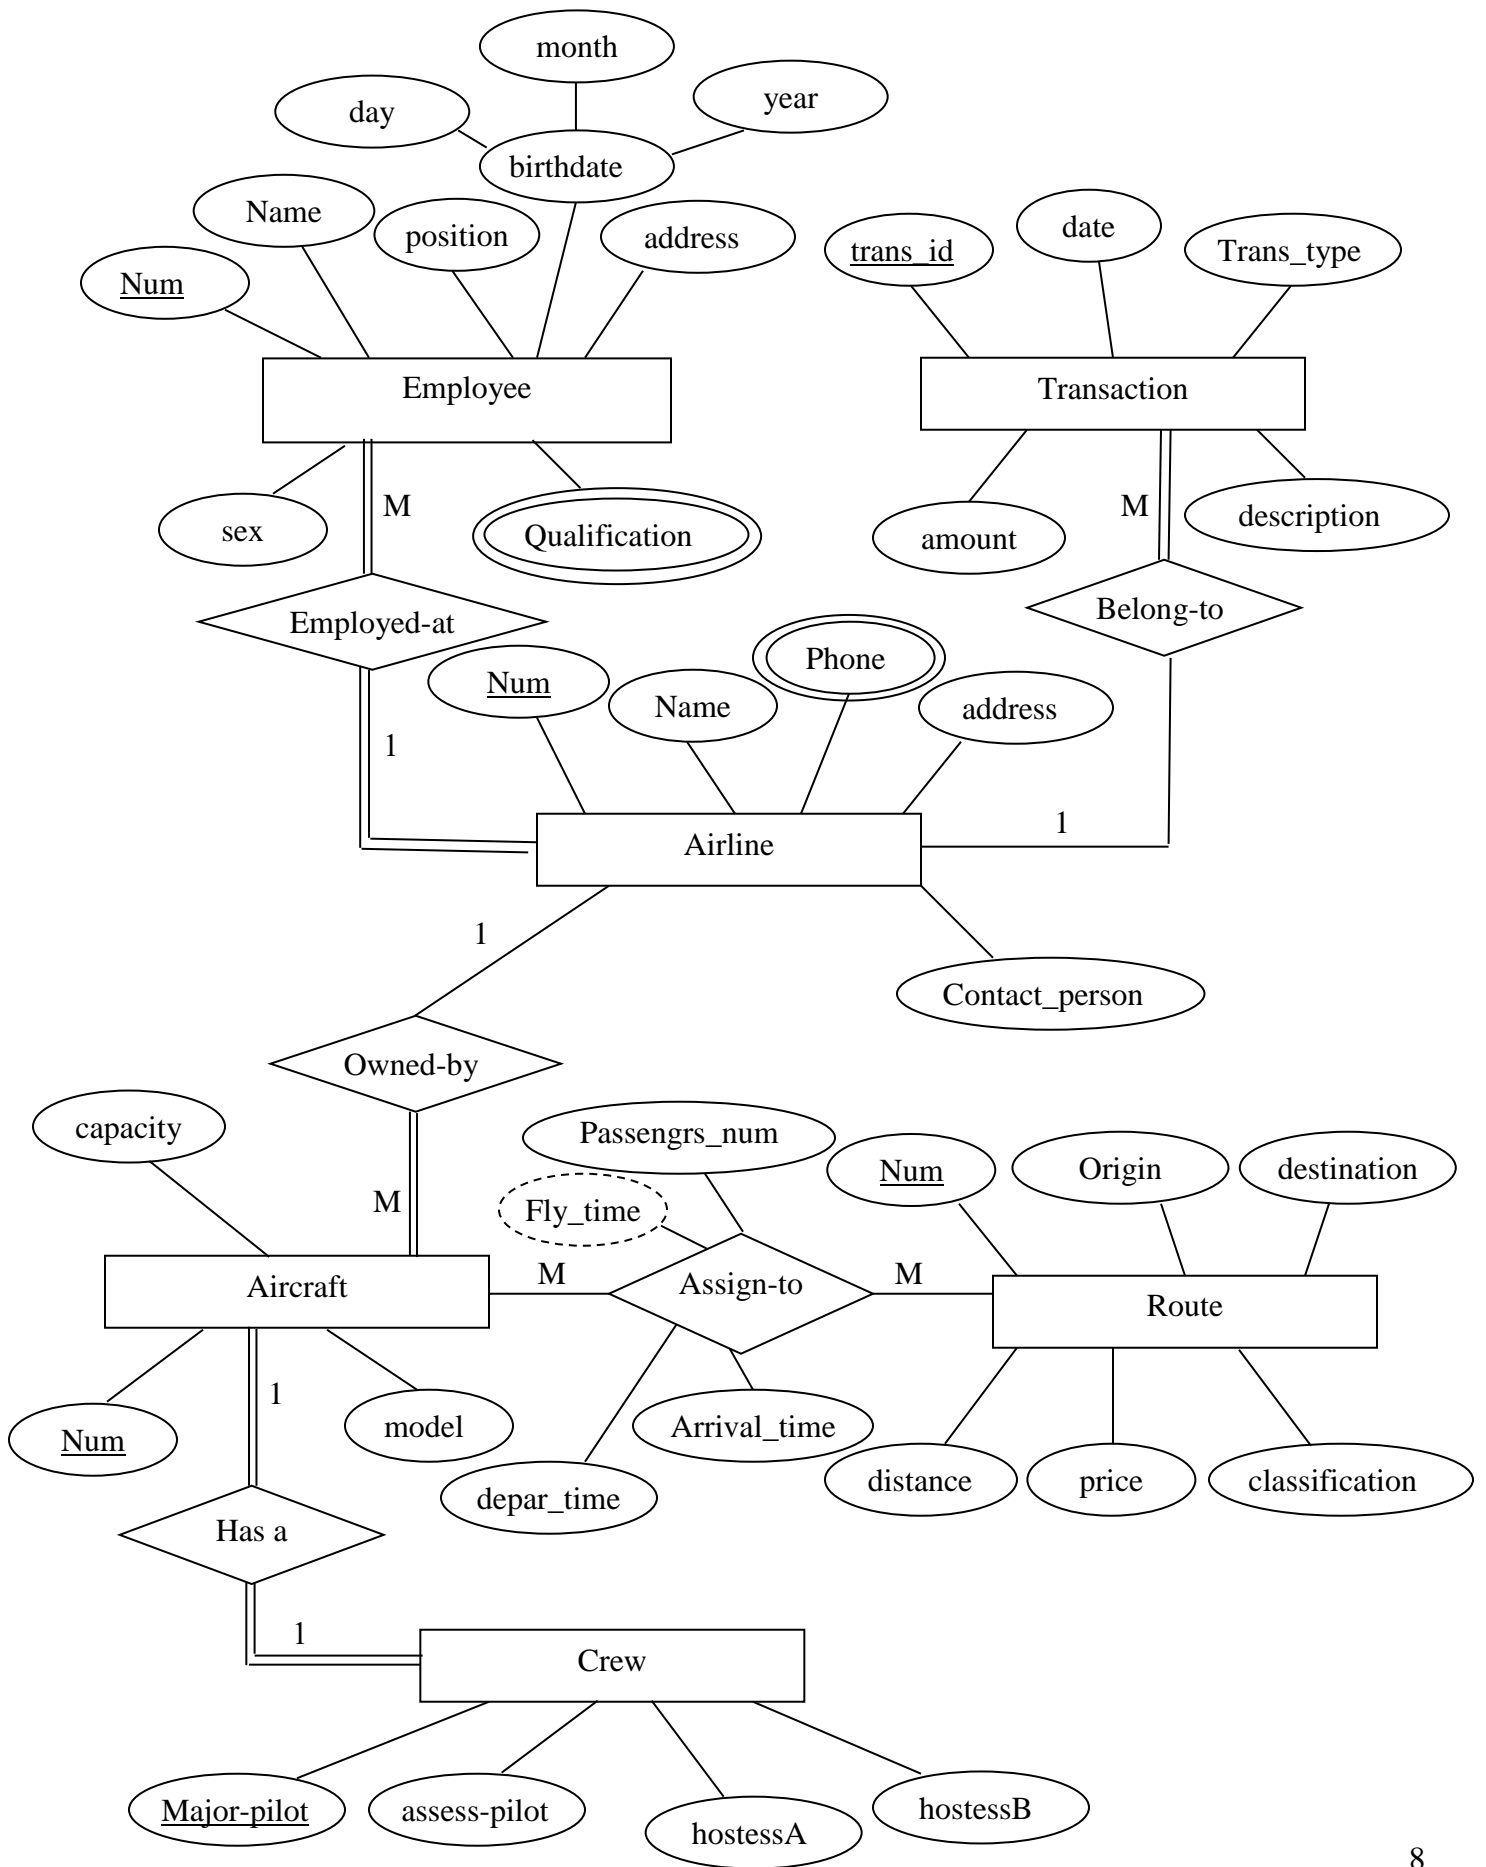 month
day
year
birthdate
Name
position
address
Num
trans_id
date
Trans_type
Employee
Transaction
M
M
sex
Qualification
amount
description
Employed-at
Belong-to
Num
Name
Phone
address
1
1
Airline
1
Contact_person
Owned-by
capacity
Passengrs_num
Num
Origin
destination
M
Fly_time
Aircraft
M
Assign-to
M
Route
1
Num
model
Arrival_time
depar_time
distance
price
classification
Has a
1
Crew
Major-pilot
assess-pilot
hostessA
hostessB
8